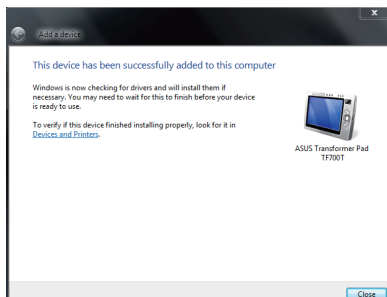 Add a device
This device has been successfully added to this computer
Windows is now checking for drivers and will install them if
necessary. You may need to wait for this to finish before your device
is ready to use.
To verify if this device finished installing properly, look for it in
Devices and Printers.
ASUS Transformer Pad
TF700T
Close